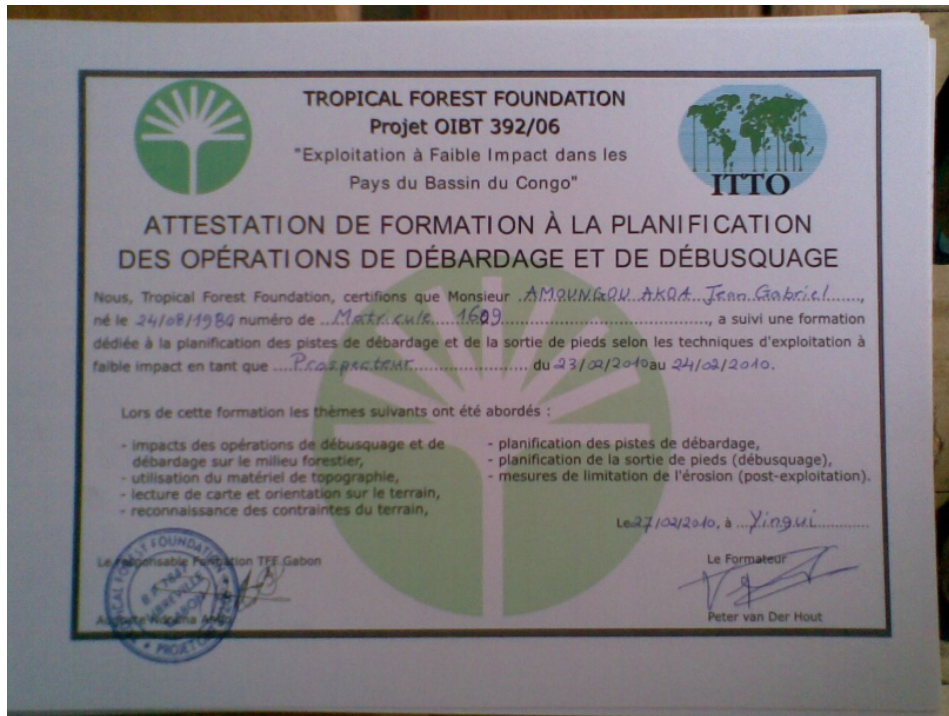 TROPICAL FOREST FOUNDATION
Projet OIBT 392/06
"Exploitation à Faible Impact dans les
Pays du Bassin du Congo"
ITTO
ATTESTATION DE FORMATION À LA PLANIFICATION
DES OPÉRATIONS DE DÉBARDAGE ET DE DÉBUSQUAGE
Nous, Tropical Forest Foundation, certifions que Monsieur AMOUNGOU AKOA Jean Gabriel,
né le 24/08/1980 numéro de Matricule 1609, a suivi une formation
dédiée à la planification des pistes de débardage et de la sortie de pieds selon les techniques d'exploitation à
faible impact en tant que Prospecteur du 23/02/2010 au 24/02/2010.
Lors de cette formation les thèmes suivants ont été abordés :
- impacts des opérations de débusquage et de
débardage sur le milieu forestier,
- utilisation du matériel de topographie,
- lecture de carte et orientation sur le terrain,
- reconnaissance des contraintes du terrain,
- planification des pistes de débardage,
- planification de la sortie de pieds (débusquage),
- mesures de limitation de l'érosion (post-exploitation).
Le 27/02/2010, à Yingui
Le responsable Formation TFF Gabon
Le Formateur
Peter van Der Hout